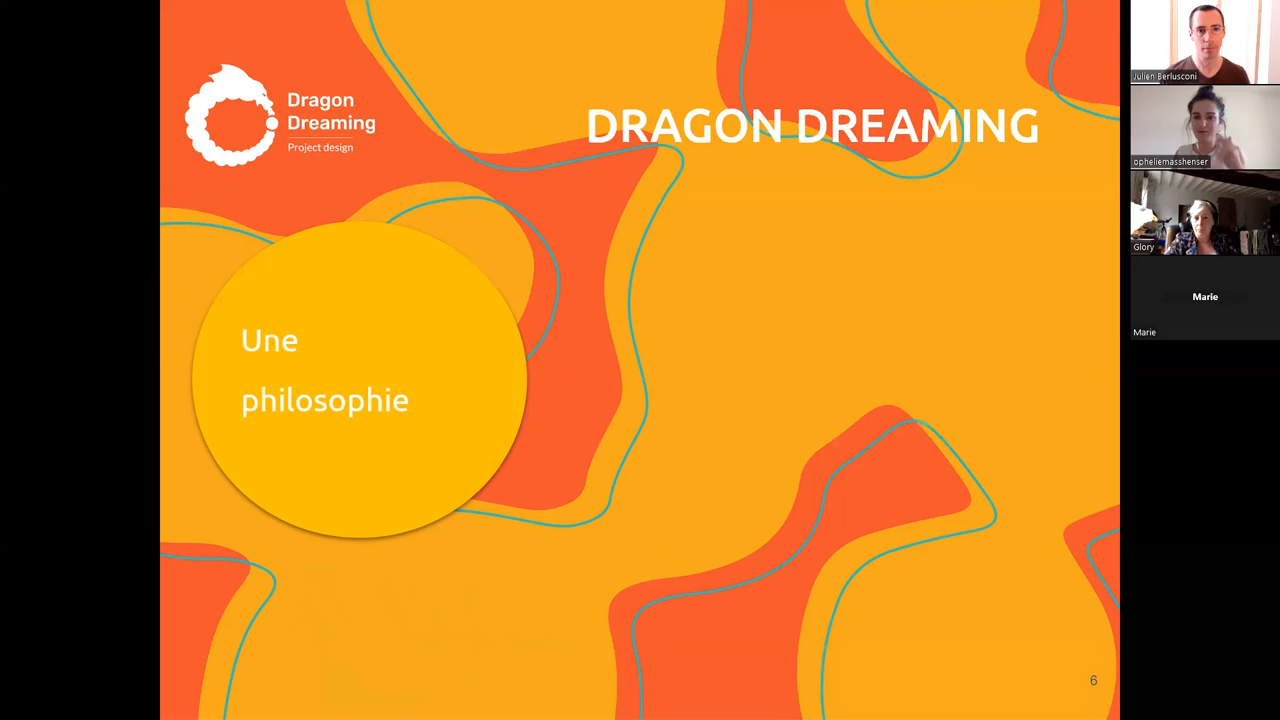 Dragon
Dreaming
Project design
DRAGON DREAMING
Une
philosophie
6
Julien Berlusconi
opheliemasshenser
Glory
Marie
Marie